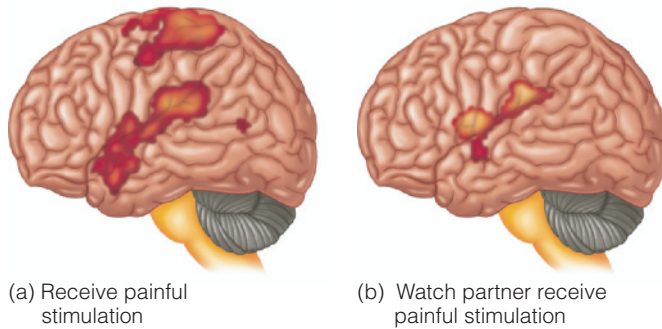 (a) Receive painful
stimulation
(b) Watch partner receive
painful stimulation